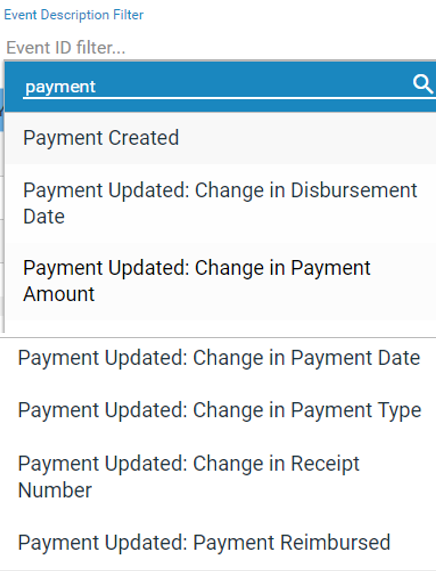 Event Description Filter
Event ID filter...
payment
Payment Created
Payment Updated: Change in Disbursement
Date
Payment Updated: Change in Payment
Amount
Payment Updated: Change in Payment Date
Payment Updated: Change in Payment Type
Payment Updated: Change in Receipt
Number
Payment Updated: Payment Reimbursed